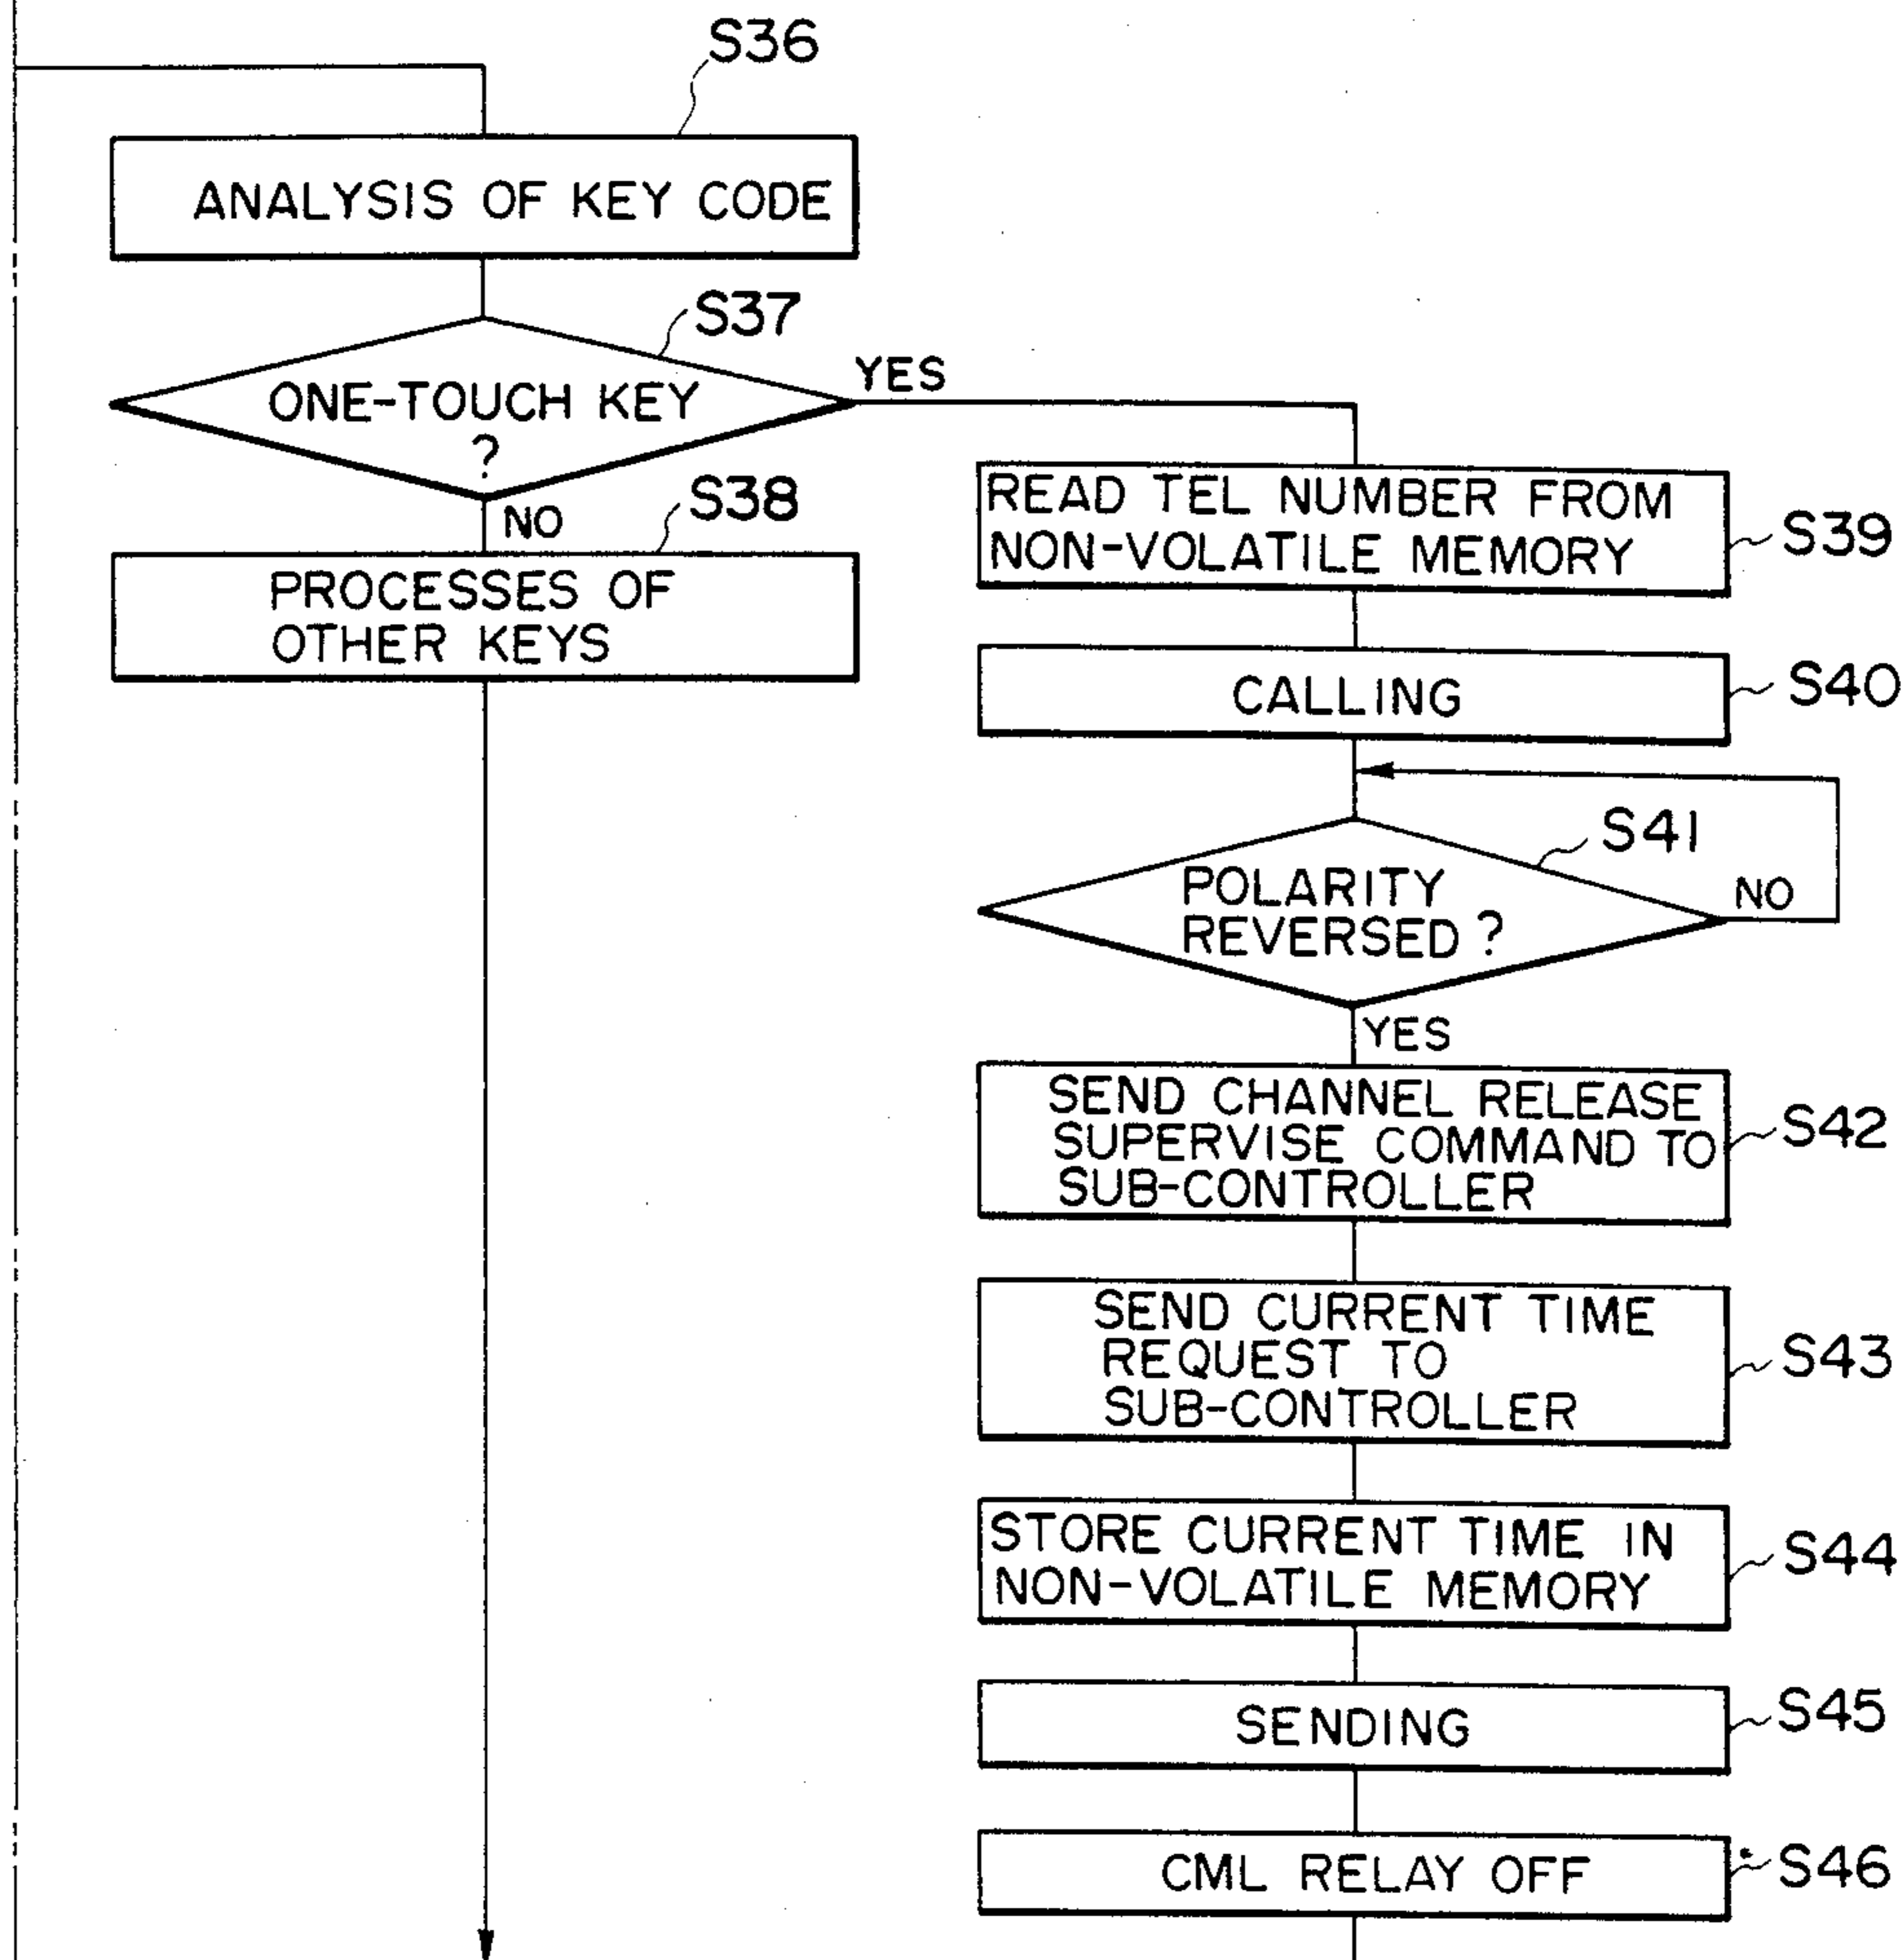 S36
ANALYSIS OF KEY CODE
S37
ONE-TOUCH KEY
?
YES
NO
S38
PROCESSES OF
OTHER KEYS
READ TEL NUMBER FROM
NON-VOLATILE MEMORY
S39
CALLING
S40
S41
POLARITY
REVERSED ?
NO
YES
SEND CHANNEL RELEASE
SUPERVISE COMMAND TO
SUB-CONTROLLER
S42
SEND CURRENT TIME
REQUEST TO
SUB-CONTROLLER
S43
STORE CURRENT TIME IN
NON-VOLATILE MEMORY
S44
SENDING
S45
CML RELAY OFF
S46